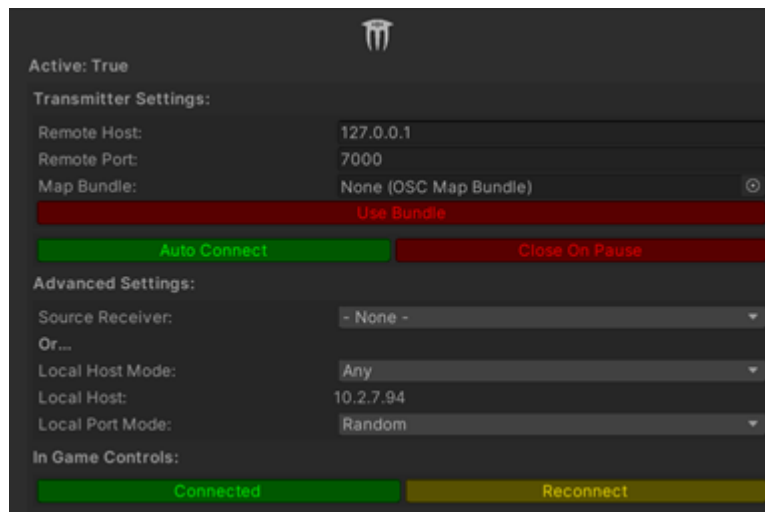 Active: True
Transmitter Settings:
Remote Host: 127.0.0.1
Remote Port: 7000
Map Bundle: None (OSC Map Bundle)
Use Bundle
Auto Connect Close On Pause
Advanced Settings:
Source Receiver: - None -
Or...
Local Host Mode: Any
Local Host: 10.2.7.94
Local Port Mode: Random
In Game Controls:
Connected Reconnect